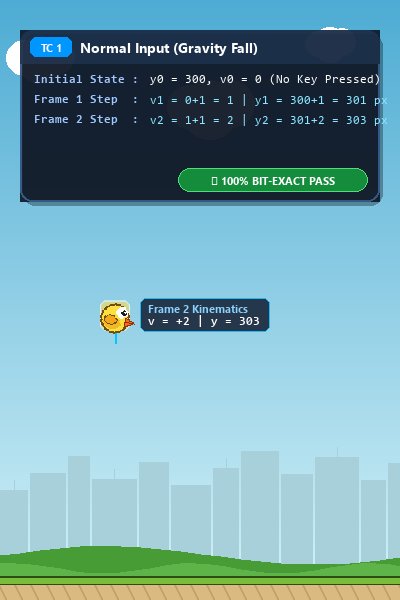 TC 1 Normal Input (Gravity Fall)
Initial State : y0 = 300, v0 = 0 (No Key Pressed)
Frame 1 Step : v1 = 0+1 = 1 | y1 = 300+1 = 301 px
Frame 2 Step : v2 = 1+1 = 2 | y2 = 301+2 = 303 px
100% BIT-EXACT PASS
Frame 2 Kinematics
v = +2 | y = 303